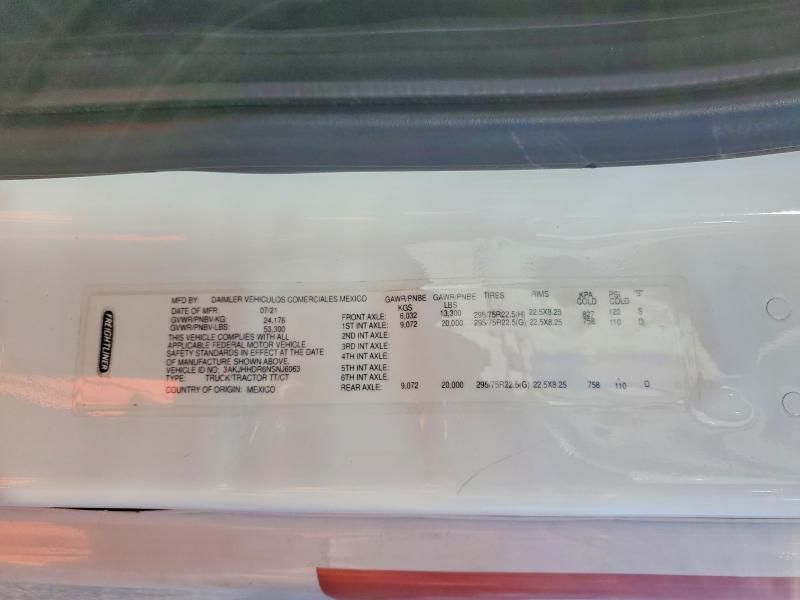 FREIGHTLINER
MFD BY: DAIMLER VEHICULOS COMERCIALES MEXICO
DATE OF MFR: 07/21
GVWR/PNBV-KG: 24,176
GVWR/PNBV-LBS: 53,300
THIS VEHICLE COMPLIES WITH ALL
APPLICABLE FEDERAL MOTOR VEHICLE
SAFETY STANDARDS IN EFFECT AT THE DATE
OF MANUFACTURE SHOWN ABOVE.
VEHICLE ID NO: 3AKJHHDR6NSNJ6063
TYPE: TRUCK/TRACTOR TT/CT
COUNTRY OF ORIGIN: MEXICO
GAWR/PNBE KGS GAWR/PNBE LBS TIRES RIMS KPA COLD PSI COLD "S"
FRONT AXLE: 6,032 13,300 295/75R22.5(H) 22.5X8.25 827 120 S
1ST INT AXLE: 9,072 20,000 295/75R22.5(G) 22.5X8.25 758 110 D
2ND INT AXLE:
3RD INT AXLE:
4TH INT AXLE:
5TH INT AXLE:
6TH INT AXLE:
REAR AXLE: 9,072 20,000 295/75R22.5(G) 22.5X8.25 758 110 D